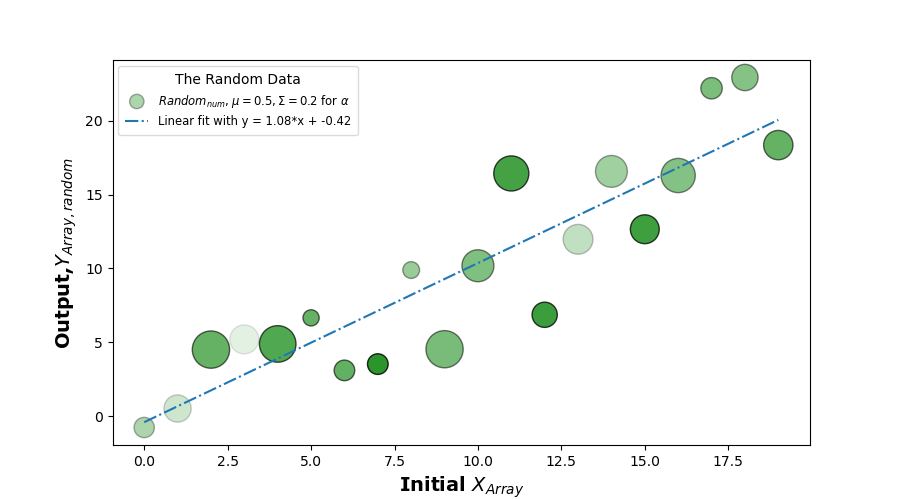 The Random Data
Random_num, μ = 0.5, Σ = 0.2 for α
Linear fit with y = 1.08*x + -0.42
20
15
10
5
0
Output, Y_Array, random
0.0 2.5 5.0 7.5 10.0 12.5 15.0 17.5
Initial X_Array